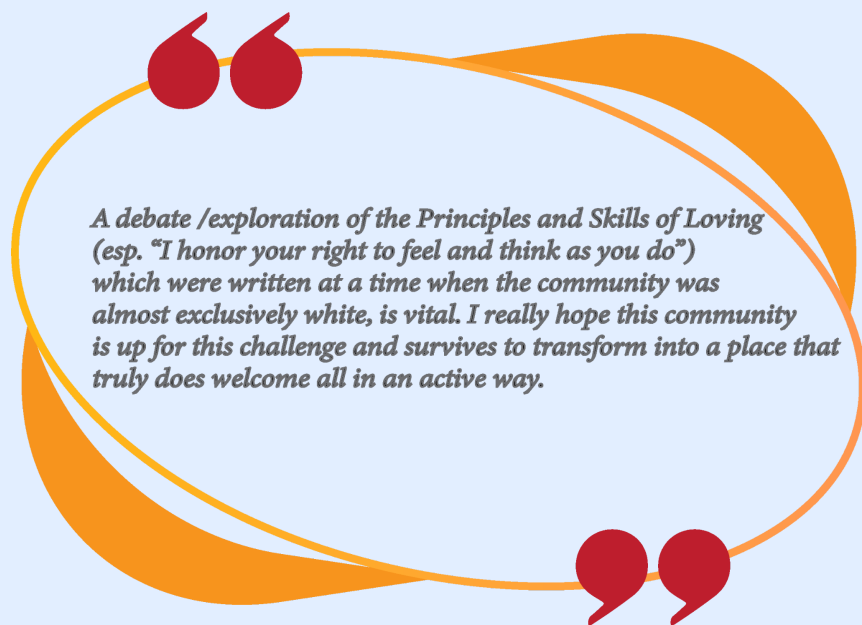 A debate /exploration of the Principles and Skills of Loving
(esp. “I honor your right to feel and think as you do”)
which were written at a time when the community was
almost exclusively white, is vital. I really hope this community
is up for this challenge and survives to transform into a place that
truly does welcome all in an active way.